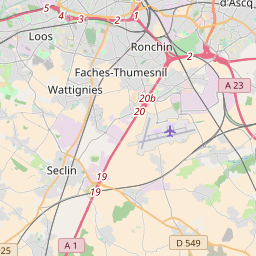 d'Ascq
5
4
3
2
1
Loos
Ronchin
2
Faches-Thumesnil
Wattignies
20b
20
A 23
Seclin
19
19
25
A 1
D 549